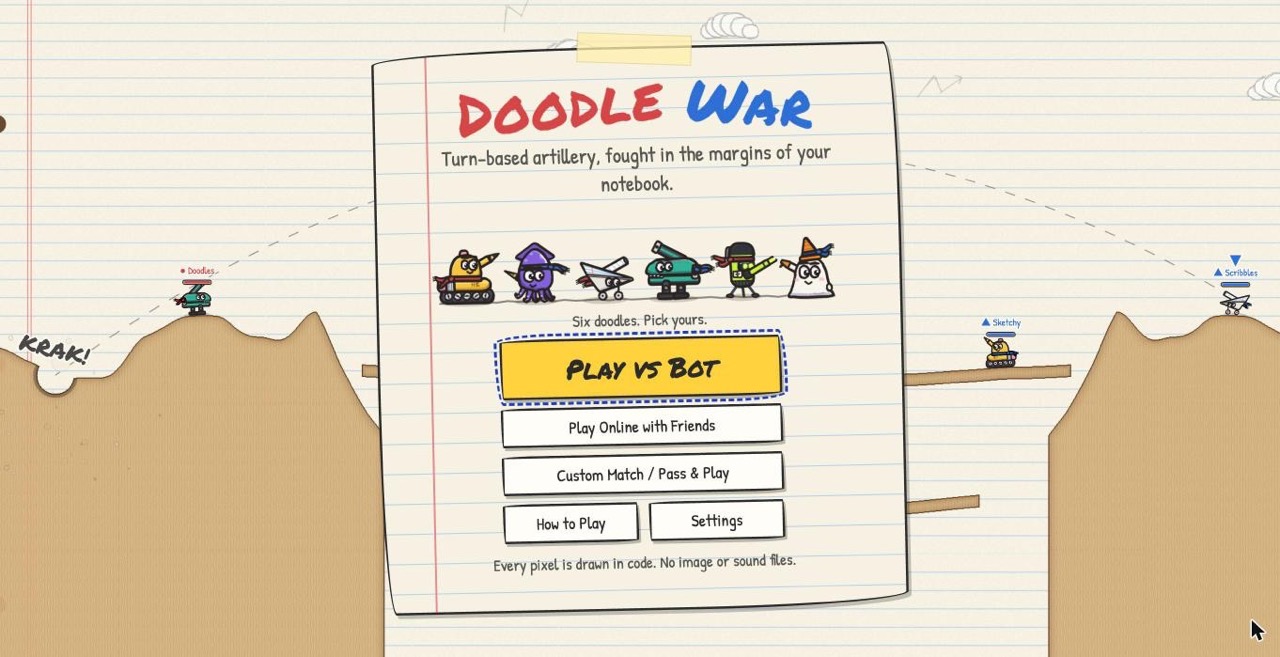 DOODLE WAR
Turn-based artillery, fought in the margins of your
notebook.
Doodles
Scribbles
Sketchy
KRAK!
Six doodles. Pick yours.
PLAY VS BOT
Play Online with Friends
Custom Match / Pass & Play
How to Play
Settings
Every pixel is drawn in code. No image or sound files.